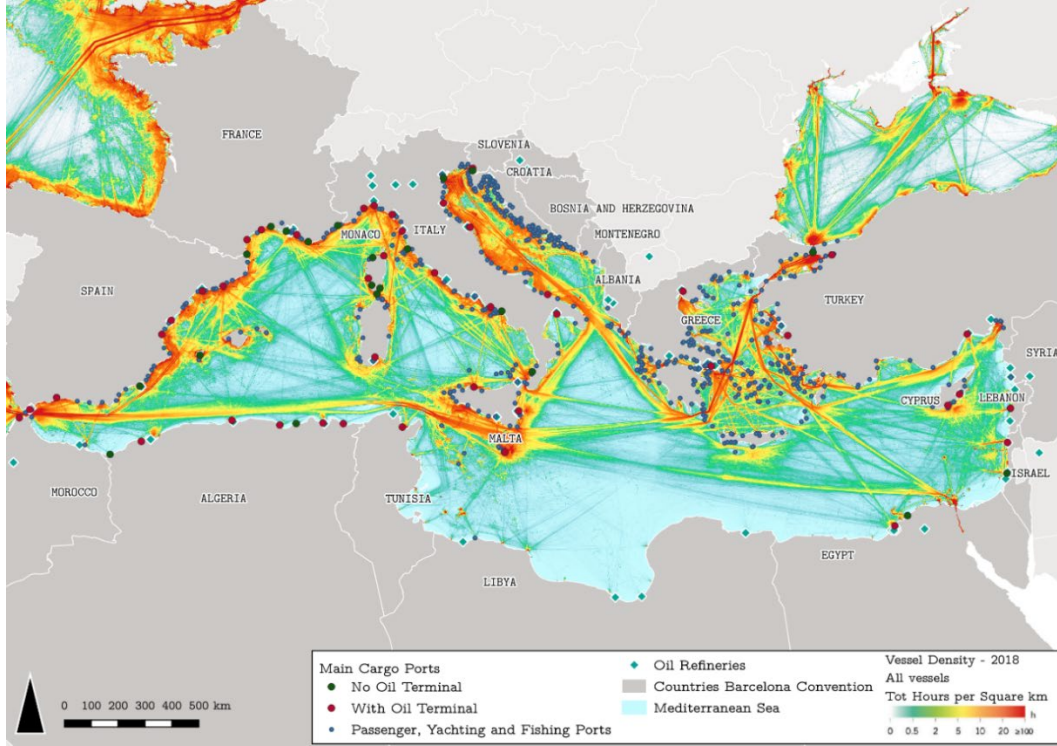 SLOVENIA
FRANCE
CROATIA
BOSNIA AND HERZEGOVINA
MONACO
ITALY
MONTENEGRO
ALBANIA
SPAIN
TURKEY
GREECE
SYRIA
CYPRUS
LEBANON
MALTA
ISRAEL
MOROCCO
ALGERIA
TUNISIA
EGYPT
LIBYA
0 100 200 300 400 500 km
Main Cargo Ports
No Oil Terminal
With Oil Terminal
Passenger, Yachting and Fishing Ports
Oil Refineries
Countries Barcelona Convention
Mediterranean Sea
Vessel Density - 2018
All vessels
Tot Hours per Square km
h
0 0.5 2 5 10 20 ≥100